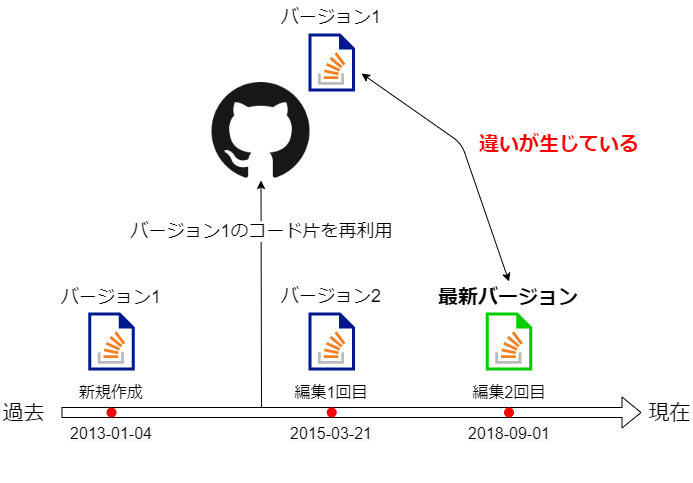 バージョン1
違いが生じている
バージョン1のコード片を再利用
バージョン1
バージョン2
最新バージョン
新規作成
編集1回目
編集2回目
過去
現在
2013-01-04
2015-03-21
2018-09-01